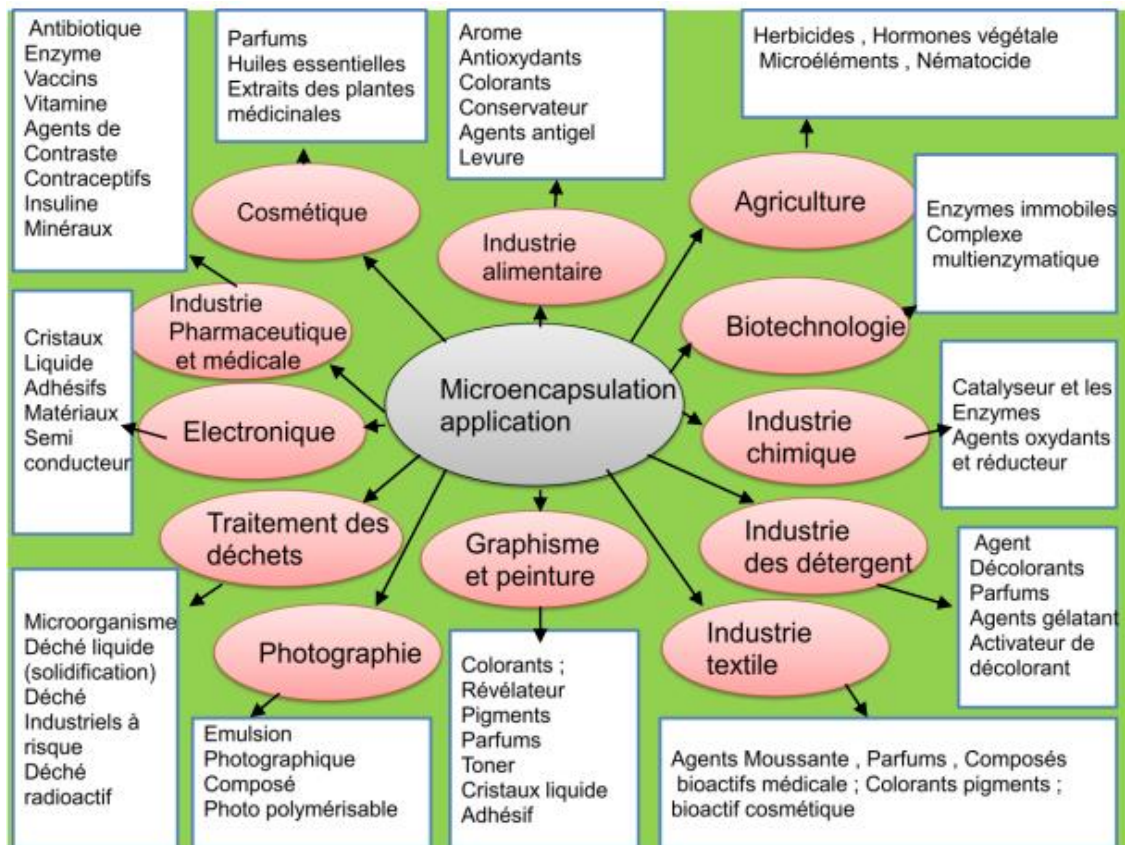 Antibiotique
Enzyme
Vaccins
Vitamine
Agents de
Contraste
Contraceptifs
Insuline
Minéraux
Parfums
Huiles essentielles
Extraits des plantes
médicinales
Arome
Antioxydants
Colorants
Conservateur
Agents antigel
Levure
Herbicides , Hormones végétale
Microéléments , Nématocide
Cosmétique
Industrie
alimentaire
Agriculture
Enzymes immobiles
Complexe
multienzymatique
Industrie
Pharmaceutique
et médicale
Biotechnologie
Cristaux
Liquide
Adhésifs
Matériaux
Semi
conducteur
Electronique
Microencapsulation
application
Industrie
chimique
Catalyseur et les
Enzymes
Agents oxydants
et réducteur
Traitement des
déchets
Graphisme
et peinture
Industrie
des détergent
Agent
Décolorants
Parfums
Agents gélatant
Activateur de
décolorant
Microorganisme
Déché liquide
(solidification)
Déché
Industriels à
risque
Déché
radioactif
Photographie
Industrie
textile
Emulsion
Photographique
Composé
Photo polymérisable
Colorants ;
Révélateur
Pigments
Parfums
Toner
Cristaux liquide
Adhésif
Agents Moussante , Parfums , Composés
bioactifs médicale ; Colorants pigments ;
bioactif cosmétique